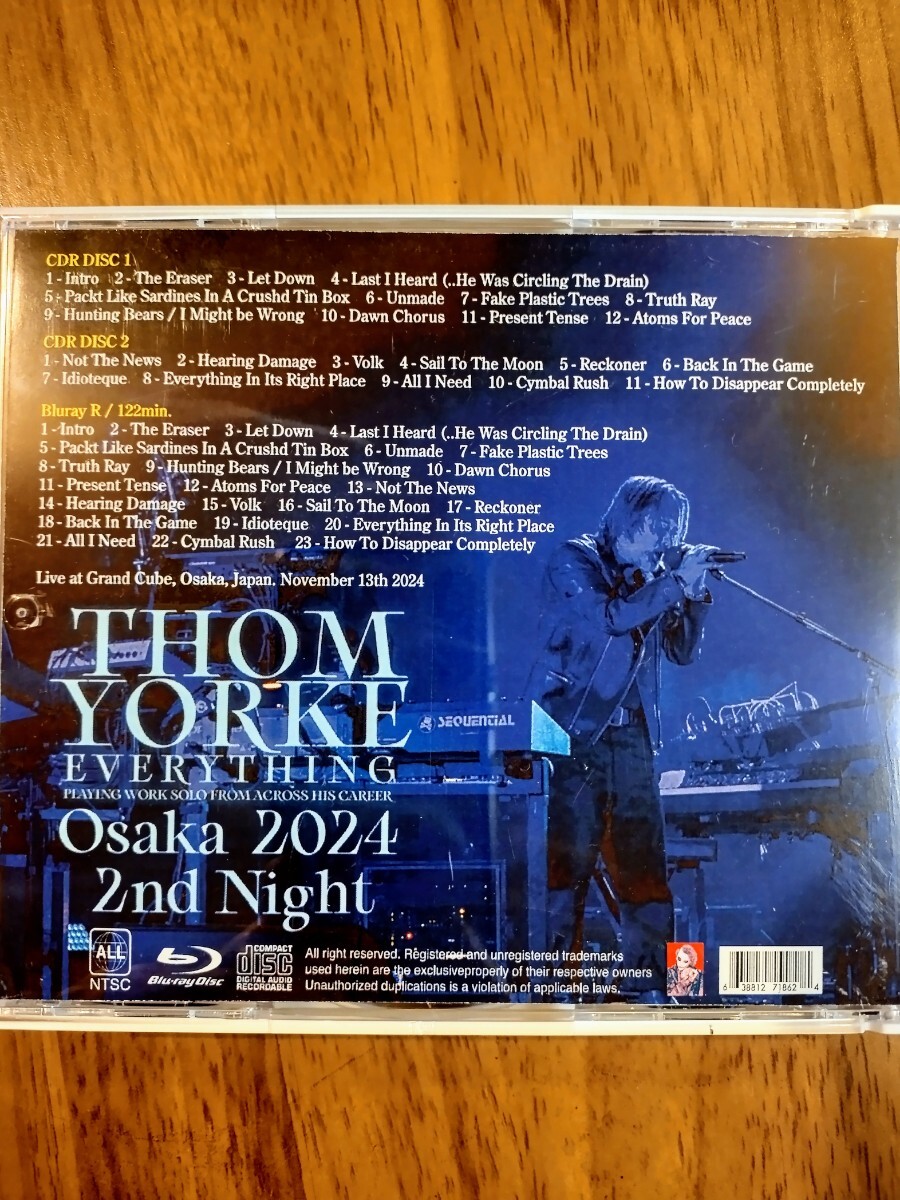 CDR DISC 1
1 - Intro 2 - The Eraser 3 - Let Down 4 - Last I Heard (..He Was Circling The Drain)
5 - Packt Like Sardines In A Crushd Tin Box 6 - Unmade 7 - Fake Plastic Trees 8 - Truth Ray
9 - Hunting Bears / I Might be Wrong 10 - Dawn Chorus 11 - Present Tense 12 - Atoms For Peace
CDR DISC 2
1 - Not The News 2 - Hearing Damage 3 - Volk 4 - Sail To The Moon 5 - Reckoner 6 - Back In The Game
7 - Idioteque 8 - Everything In Its Right Place 9 - All I Need 10 - Cymbal Rush 11 - How To Disappear Completely
Bluray R / 122min.
1 - Intro 2 - The Eraser 3 - Let Down 4 - Last I Heard (..He Was Circling The Drain)
5 - Packt Like Sardines In A Crushd Tin Box 6 - Unmade 7 - Fake Plastic Trees
8 - Truth Ray 9 - Hunting Bears / I Might be Wrong 10 - Dawn Chorus
11 - Present Tense 12 - Atoms For Peace 13 - Not The News
14 - Hearing Damage 15 - Volk 16 - Sail To The Moon 17 - Reckoner
18 - Back In The Game 19 - Idioteque 20 - Everything In Its Right Place
21 - All I Need 22 - Cymbal Rush 23 - How To Disappear Completely
Live at Grand Cube, Osaka, Japan. November 13th 2024
THOM
YORKE
SEQUENTIAL
EVERYTHING
PLAYING WORK SOLO FROM ACROSS HIS CAREER
Osaka 2024
2nd Night
ALL
NTSC
Blu-ray Disc
COMPACT
disc
DIGITAL AUDIO
RECORDABLE
All right reserved. Registered and unregistered trademarks
used herein are the exclusiveproperly of their respective owners
Unauthorized duplications is a violation of applicable laws.
6 38812 71862 4